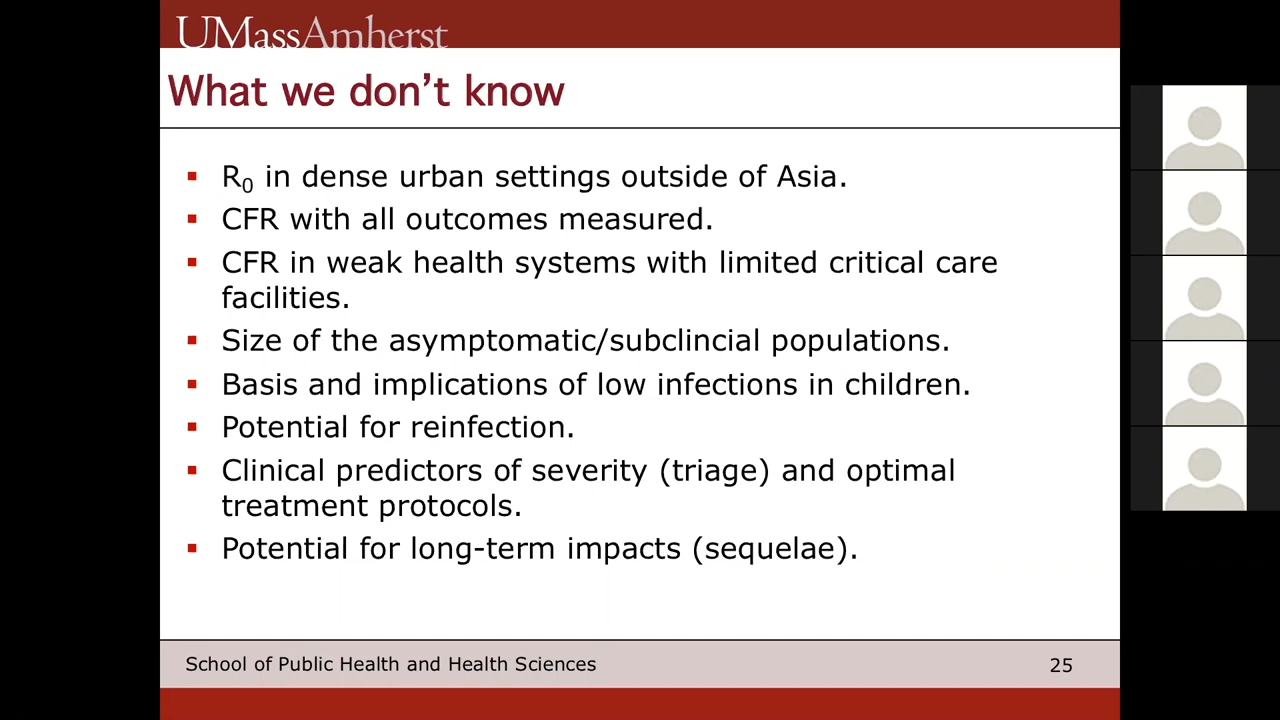 UMassAmherst
What we don't know
▪ R₀ in dense urban settings outside of Asia.
▪ CFR with all outcomes measured.
▪ CFR in weak health systems with limited critical care
facilities.
▪ Size of the asymptomatic/subclincial populations.
▪ Basis and implications of low infections in children.
▪ Potential for reinfection.
▪ Clinical predictors of severity (triage) and optimal
treatment protocols.
▪ Potential for long-term impacts (sequelae).
School of Public Health and Health Sciences
25